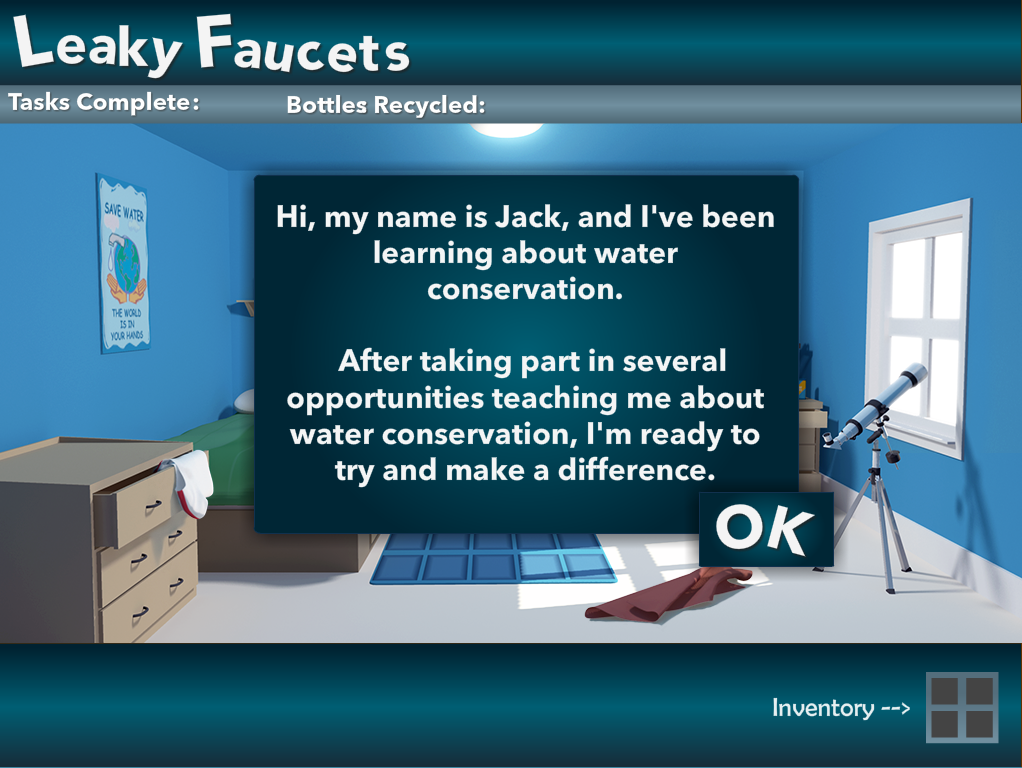 Leaky Faucets
Tasks Complete:
Bottles Recycled:
SAVE WATER
THE WORLD
IS IN
YOUR HANDS
Hi, my name is Jack, and I've been
learning about water
conservation.
After taking part in several
opportunities teaching me about
water conservation, I'm ready to
try and make a difference.
OK
Inventory -->